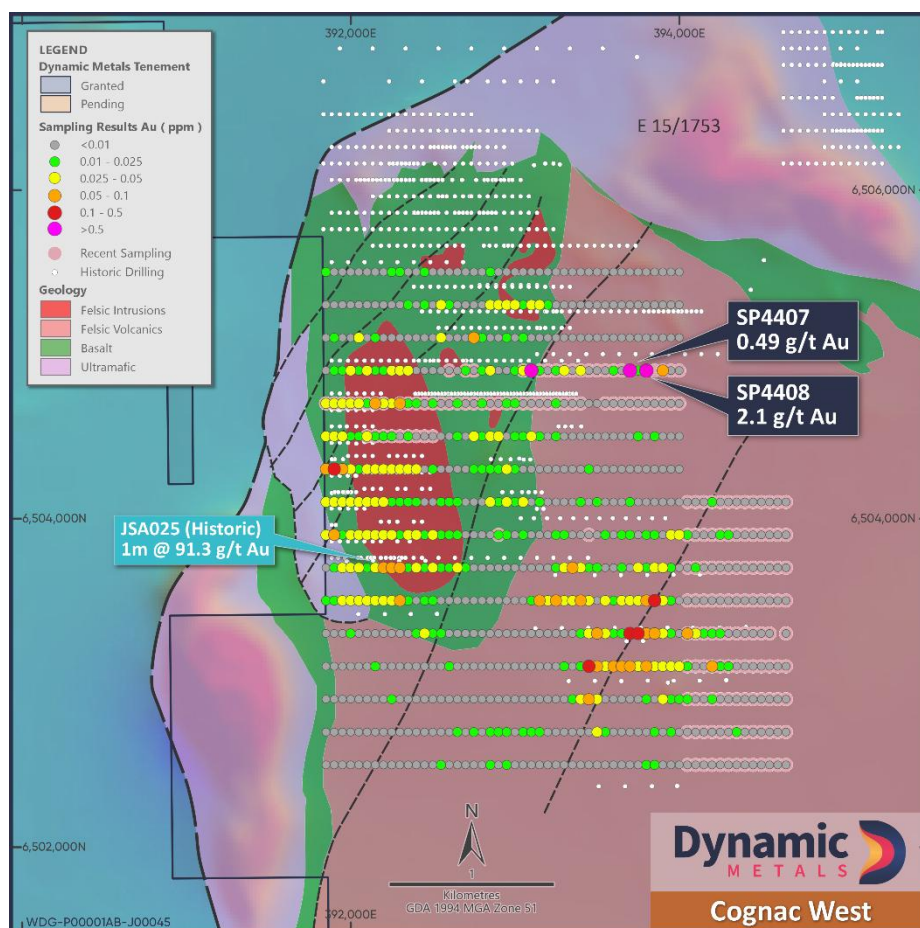 392,000E
394,000E
LEGEND
Dynamic Metals Tenement
Granted
Pending
Sampling Results Au ( ppm )
<0.01
0.01 - 0.025
0.025 - 0.05
0.05 - 0.1
0.1 - 0.5
>0.5
Recent Sampling
Historic Drilling
Geology
Felsic Intrusions
Felsic Volcanics
Basalt
Ultramafic
E 15/1753
6,506,000N
6,506,000N
SP4407
0.49 g/t Au
SP4408
2.1 g/t Au
6,504,000N
6,504,000N
JSA025 (Historic)
1m @ 91.3 g/t Au
6,502,000N
N
1
Kilometres
GDA 1994 MGA Zone 51
392,000E
WDG-P00001AB-J00045
Dynamic
METALS
Cognac West